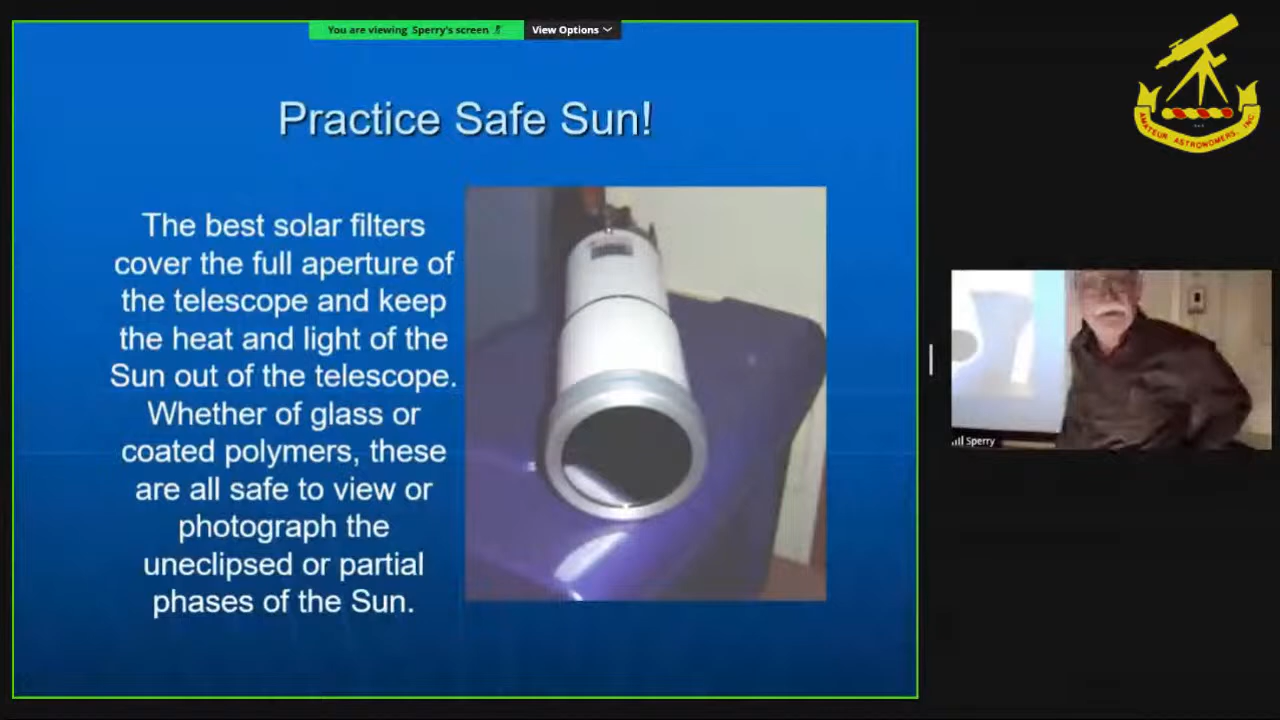 You are viewing Sperry's screen
View Options
Practice Safe Sun!
The best solar filters
cover the full aperture of
the telescope and keep
the heat and light of the
Sun out of the telescope.
Whether of glass or
coated polymers, these
are all safe to view or
photograph the
uneclipsed or partial
phases of the Sun.
AMATEUR ASTRONOMERS, INC.
Sperry